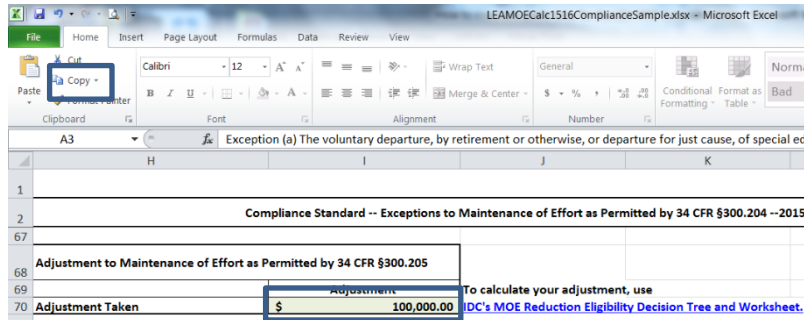 LEAMOECalc1516ComplianceSample.xlsx - Microsoft Excel
File Home Insert Page Layout Formulas Data Review View
Cut
Calibri 12 A A Wrap Text General Norma
Copy
Paste Format Painter B I U A Merge & Center $ % , .0 .00 .00 .0 Conditional Format as Bad
Formatting Table
Clipboard Font Alignment Number
A3 fx Exception (a) The voluntary departure, by retirement or otherwise, or departure for just cause, of special ed
H I J K
1
2 Compliance Standard -- Exceptions to Maintenance of Effort as Permitted by 34 CFR §300.204 --2015
67
68 Adjustment to Maintenance of Effort as Permitted by 34 CFR §300.205
69 Adjustment To calculate your adjustment, use
70 Adjustment Taken $ 100,000.00 IDC's MOE Reduction Eligibility Decision Tree and Worksheet.